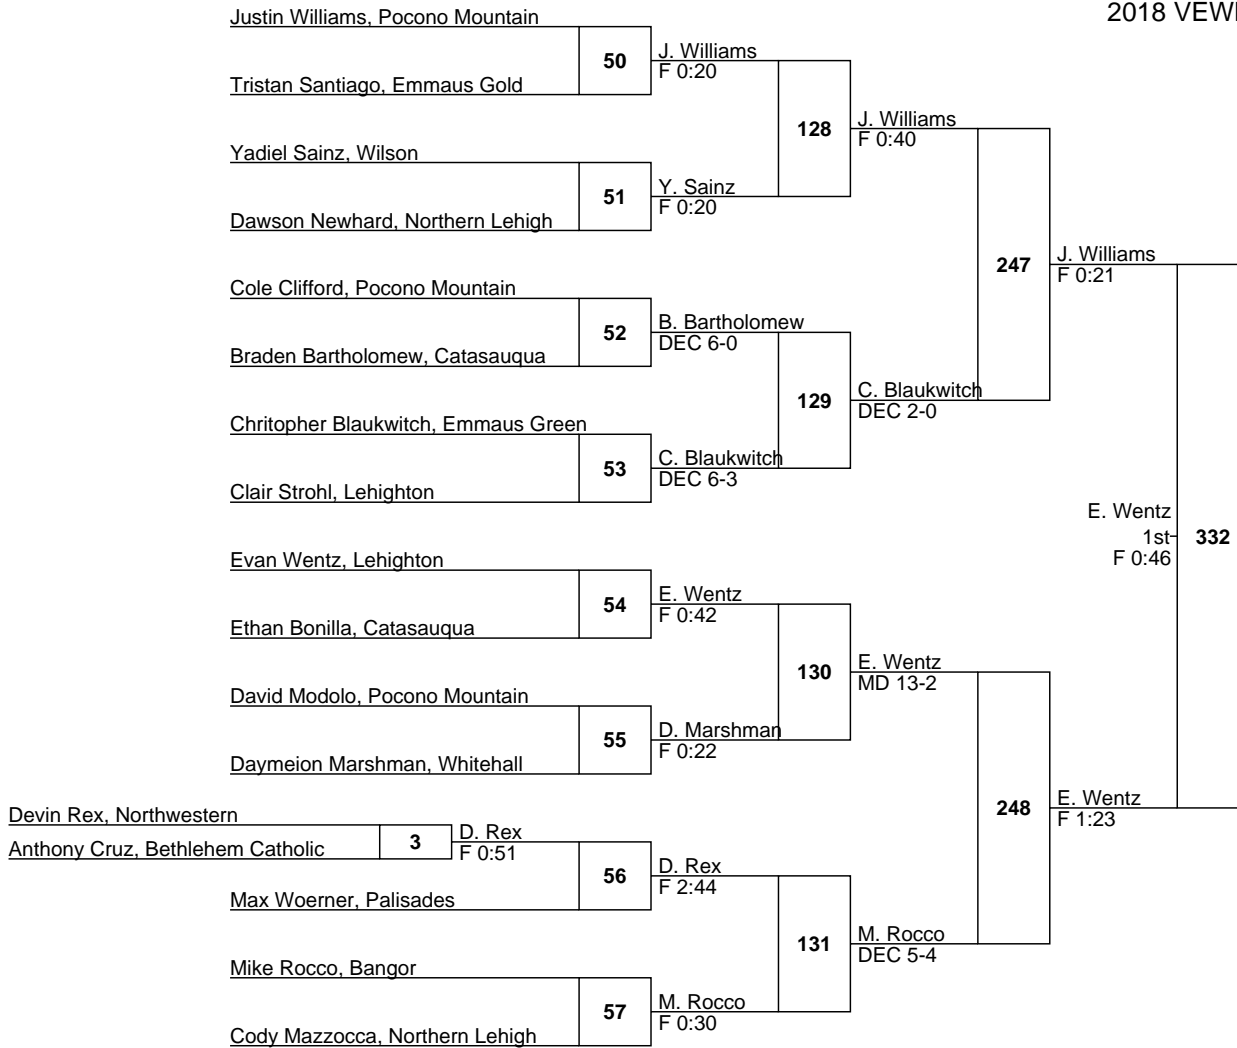 2018 VEW
Justin Williams, Pocono Mountain
50
J. Williams
F 0:20
Tristan Santiago, Emmaus Gold
128
J. Williams
F 0:40
Yadiel Sainz, Wilson
51
Y. Sainz
F 0:20
Dawson Newhard, Northern Lehigh
247
J. Williams
F 0:21
Cole Clifford, Pocono Mountain
52
B. Bartholomew
DEC 6-0
Braden Bartholomew, Catasauqua
129
C. Blaukwitch
DEC 2-0
Chritopher Blaukwitch, Emmaus Green
53
C. Blaukwitch
DEC 6-3
Clair Strohl, Lehighton
E. Wentz
1st
F 0:46
332
Evan Wentz, Lehighton
54
E. Wentz
F 0:42
Ethan Bonilla, Catasauqua
130
E. Wentz
MD 13-2
David Modolo, Pocono Mountain
55
D. Marshman
F 0:22
Daymeion Marshman, Whitehall
248
E. Wentz
F 1:23
Devin Rex, Northwestern
3
D. Rex
F 0:51
Anthony Cruz, Bethlehem Catholic
56
D. Rex
F 2:44
Max Woerner, Palisades
131
M. Rocco
DEC 5-4
Mike Rocco, Bangor
57
M. Rocco
F 0:30
Cody Mazzocca, Northern Lehigh